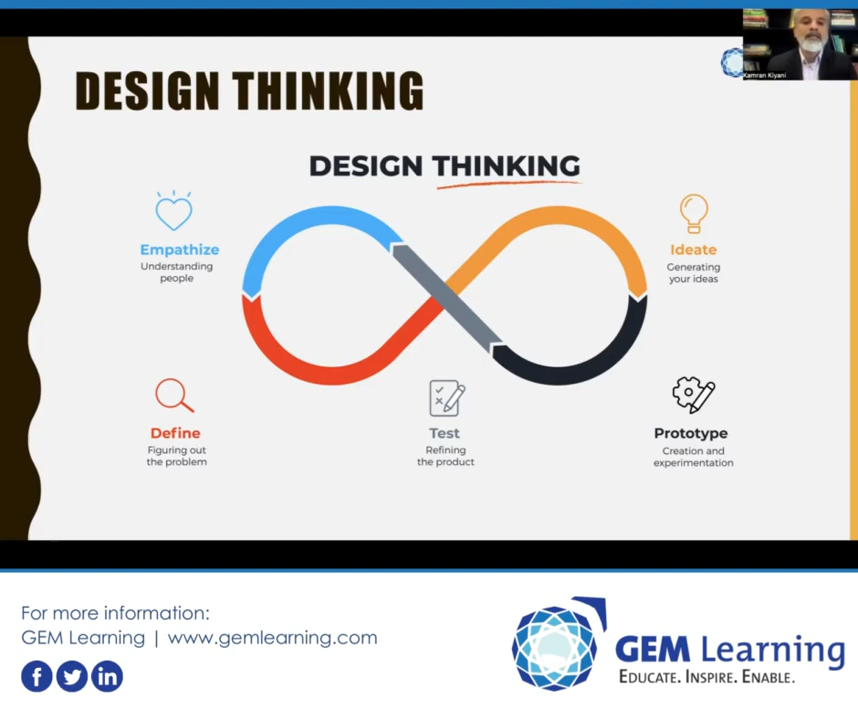 DESIGN THINKING
Kamran Kiyani
DESIGN THINKING
Empathize
Understanding
people
Ideate
Generating
your ideas
Define
Figuring out
the problem
Test
Refining
the product
Prototype
Creation and
experimentation
For more information:
GEM Learning | www.gemlearning.com
GEM Learning
EDUCATE. INSPIRE. ENABLE.